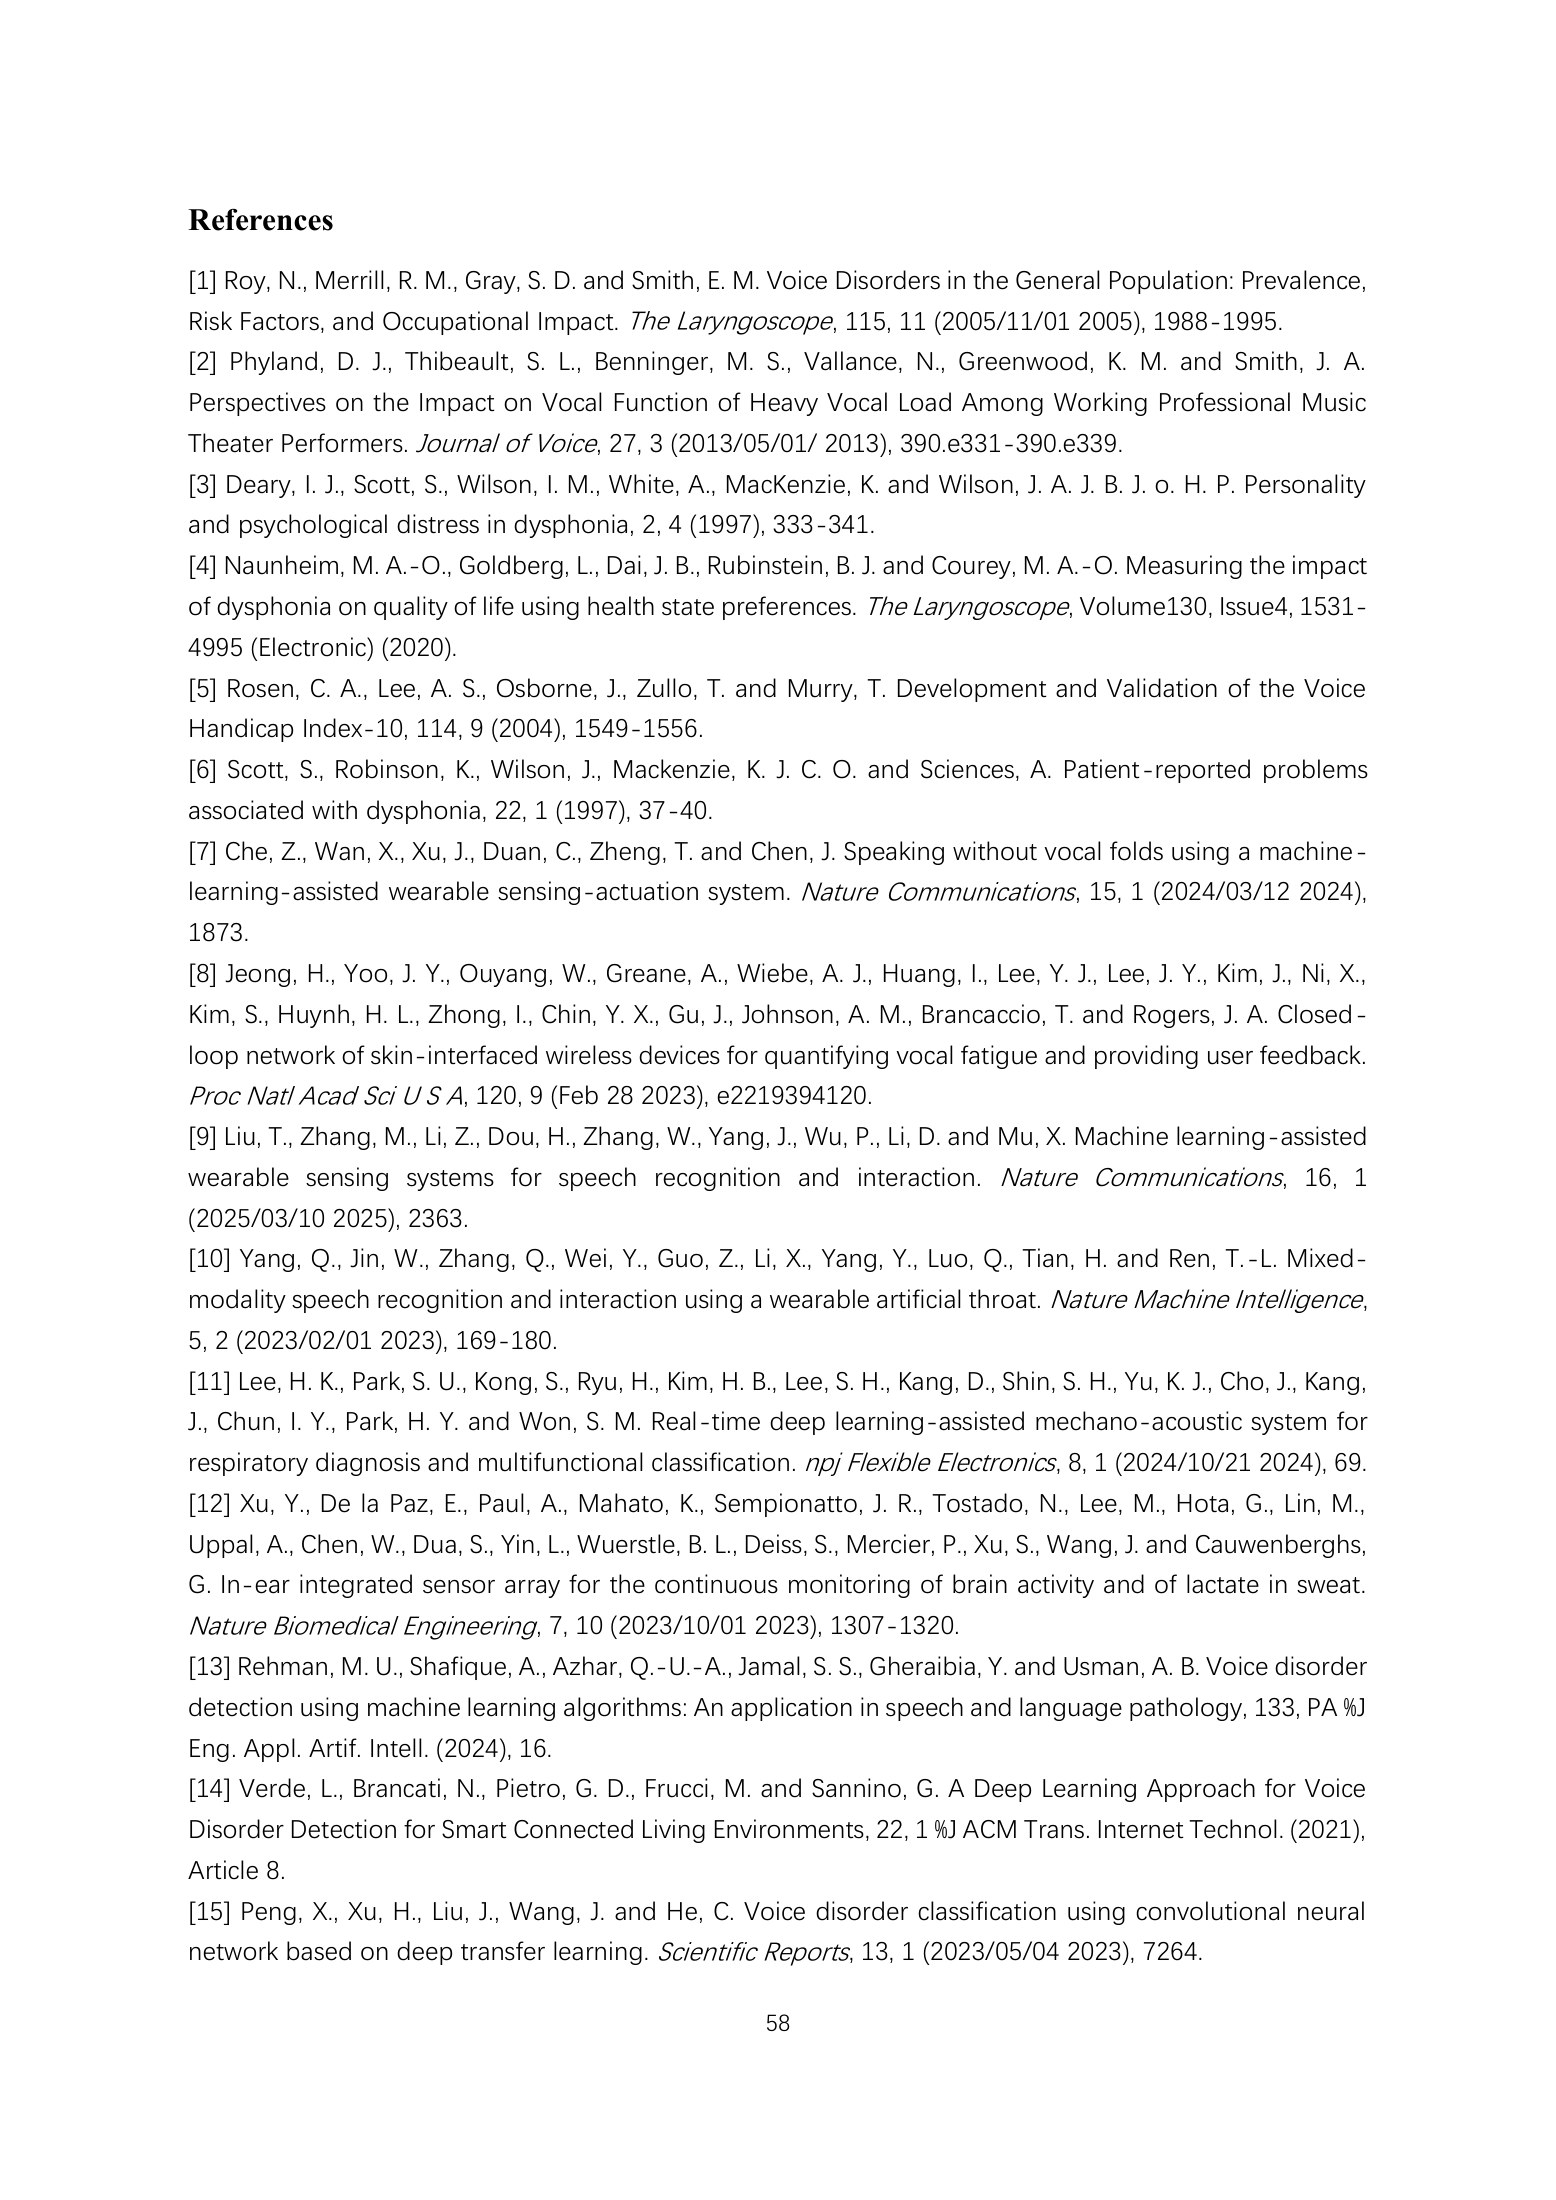 References
[1] Roy, N., Merrill, R. M., Gray, S. D. and Smith, E. M. Voice Disorders in the General Population: Prevalence,
Risk Factors, and Occupational Impact. The Laryngoscope, 115, 11 (2005/11/01 2005), 1988-1995.
[2] Phyland, D. J., Thibeault, S. L., Benninger, M. S., Vallance, N., Greenwood, K. M. and Smith, J. A.
Perspectives on the Impact on Vocal Function of Heavy Vocal Load Among Working Professional Music
Theater Performers. Journal of Voice, 27, 3 (2013/05/01/ 2013), 390.e331-390.e339.
[3] Deary, I. J., Scott, S., Wilson, I. M., White, A., MacKenzie, K. and Wilson, J. A. J. B. J. o. H. P. Personality
and psychological distress in dysphonia, 2, 4 (1997), 333-341.
[4] Naunheim, M. A.-O., Goldberg, L., Dai, J. B., Rubinstein, B. J. and Courey, M. A.-O. Measuring the impact
of dysphonia on quality of life using health state preferences. The Laryngoscope, Volume130, Issue4, 1531-
4995 (Electronic) (2020).
[5] Rosen, C. A., Lee, A. S., Osborne, J., Zullo, T. and Murry, T. Development and Validation of the Voice
Handicap Index-10, 114, 9 (2004), 1549-1556.
[6] Scott, S., Robinson, K., Wilson, J., Mackenzie, K. J. C. O. and Sciences, A. Patient-reported problems
associated with dysphonia, 22, 1 (1997), 37-40.
[7] Che, Z., Wan, X., Xu, J., Duan, C., Zheng, T. and Chen, J. Speaking without vocal folds using a machine-
learning-assisted wearable sensing-actuation system. Nature Communications, 15, 1 (2024/03/12 2024),
1873.
[8] Jeong, H., Yoo, J. Y., Ouyang, W., Greane, A., Wiebe, A. J., Huang, I., Lee, Y. J., Lee, J. Y., Kim, J., Ni, X.,
Kim, S., Huynh, H. L., Zhong, I., Chin, Y. X., Gu, J., Johnson, A. M., Brancaccio, T. and Rogers, J. A. Closed-
loop network of skin-interfaced wireless devices for quantifying vocal fatigue and providing user feedback.
Proc Natl Acad Sci U S A, 120, 9 (Feb 28 2023), e2219394120.
[9] Liu, T., Zhang, M., Li, Z., Dou, H., Zhang, W., Yang, J., Wu, P., Li, D. and Mu, X. Machine learning-assisted
wearable sensing systems for speech recognition and interaction. Nature Communications, 16, 1
(2025/03/10 2025), 2363.
[10] Yang, Q., Jin, W., Zhang, Q., Wei, Y., Guo, Z., Li, X., Yang, Y., Luo, Q., Tian, H. and Ren, T.-L. Mixed-
modality speech recognition and interaction using a wearable artificial throat. Nature Machine Intelligence,
5, 2 (2023/02/01 2023), 169-180.
[11] Lee, H. K., Park, S. U., Kong, S., Ryu, H., Kim, H. B., Lee, S. H., Kang, D., Shin, S. H., Yu, K. J., Cho, J., Kang,
J., Chun, I. Y., Park, H. Y. and Won, S. M. Real-time deep learning-assisted mechano-acoustic system for
respiratory diagnosis and multifunctional classification. npj Flexible Electronics, 8, 1 (2024/10/21 2024), 69.
[12] Xu, Y., De la Paz, E., Paul, A., Mahato, K., Sempionatto, J. R., Tostado, N., Lee, M., Hota, G., Lin, M.,
Uppal, A., Chen, W., Dua, S., Yin, L., Wuerstle, B. L., Deiss, S., Mercier, P., Xu, S., Wang, J. and Cauwenberghs,
G. In-ear integrated sensor array for the continuous monitoring of brain activity and of lactate in sweat.
Nature Biomedical Engineering, 7, 10 (2023/10/01 2023), 1307-1320.
[13] Rehman, M. U., Shafique, A., Azhar, Q.-U.-A., Jamal, S. S., Gheraibia, Y. and Usman, A. B. Voice disorder
detection using machine learning algorithms: An application in speech and language pathology, 133, PA %J
Eng. Appl. Artif. Intell. (2024), 16.
[14] Verde, L., Brancati, N., Pietro, G. D., Frucci, M. and Sannino, G. A Deep Learning Approach for Voice
Disorder Detection for Smart Connected Living Environments, 22, 1 %J ACM Trans. Internet Technol. (2021),
Article 8.
[15] Peng, X., Xu, H., Liu, J., Wang, J. and He, C. Voice disorder classification using convolutional neural
network based on deep transfer learning. Scientific Reports, 13, 1 (2023/05/04 2023), 7264.
58